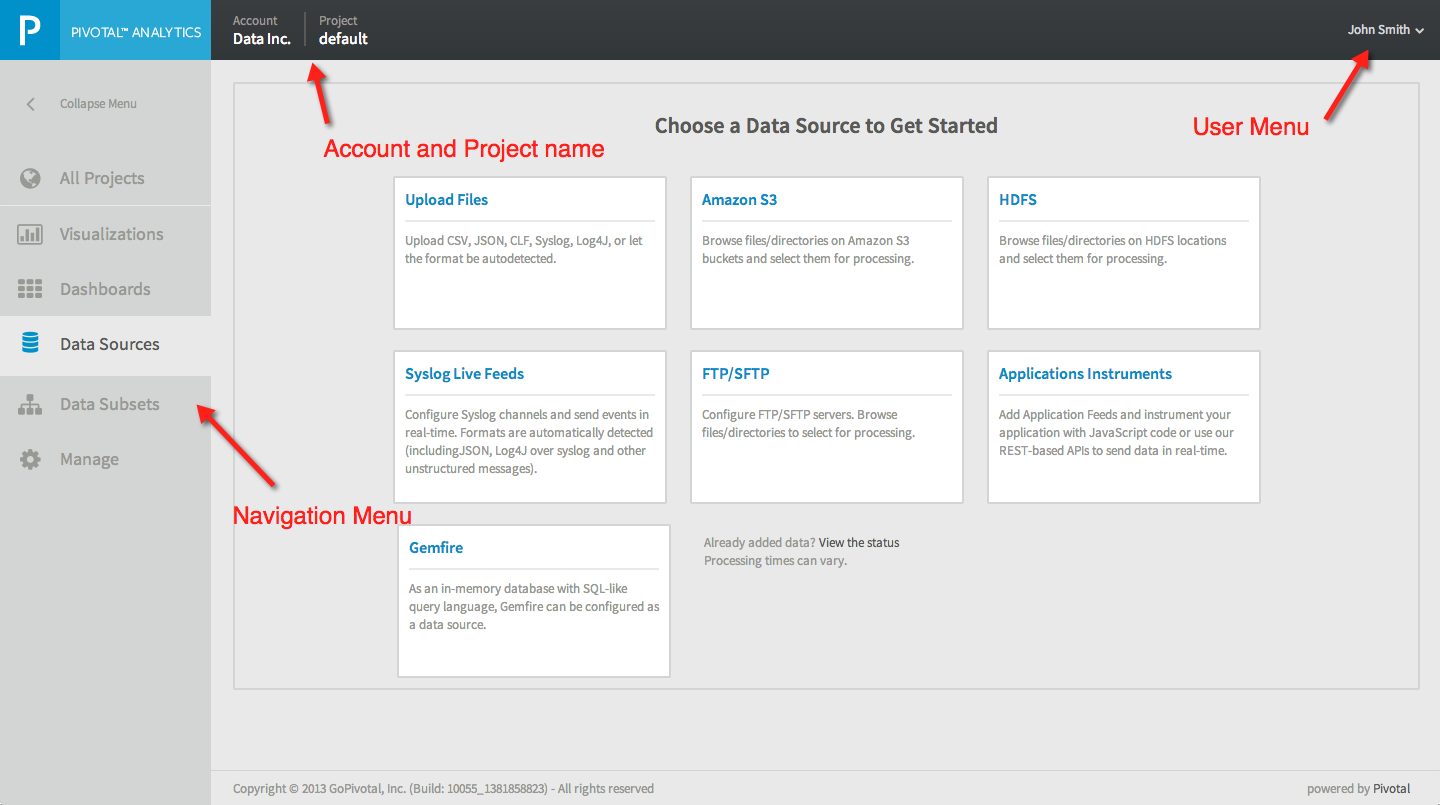 P
PIVOTAL™ ANALYTICS
Account
Data Inc.
Project
default
John Smith
Collapse Menu
All Projects
Visualizations
Dashboards
Data Sources
Data Subsets
Manage
Account and Project name
User Menu
Navigation Menu
Choose a Data Source to Get Started
Upload Files
Upload CSV, JSON, CLF, Syslog, Log4J, or let
the format be autodetected.
Amazon S3
Browse files/directories on Amazon S3
buckets and select them for processing.
HDFS
Browse files/directories on HDFS locations
and select them for processing.
Syslog Live Feeds
Configure Syslog channels and send events in
real-time. Formats are automatically detected
(includingJSON, Log4J over syslog and other
unstructured messages).
FTP/SFTP
Configure FTP/SFTP servers. Browse
files/directories to select for processing.
Applications Instruments
Add Application Feeds and instrument your
application with JavaScript code or use our
REST-based APIs to send data in real-time.
Gemfire
As an in-memory database with SQL-like
query language, Gemfire can be configured as
a data source.
Already added data? View the status
Processing times can vary.
Copyright © 2013 GoPivotal, Inc. (Build: 10055_1381858823) - All rights reserved
powered by Pivotal